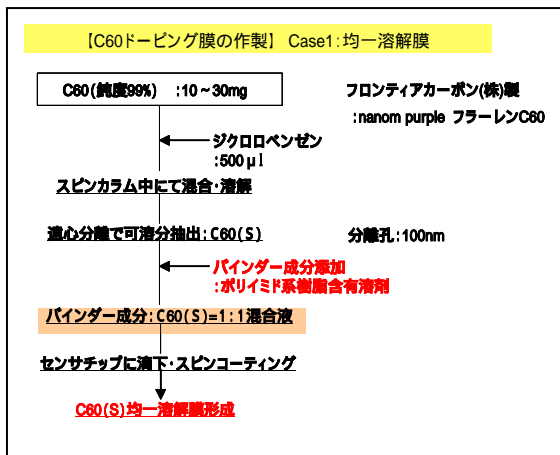 【C60ドーピング膜の作製】 Case1：均一溶解膜
C60(純度99%) ：10～30mg
フロンティアカーボン(株)製
：nanom purple フラーレンC60
ジクロロベンゼン
：500μl
スピンカラム中にて混合・溶解
遠心分離で可溶分抽出：C60(S)
分離孔：100nm
バインダー成分添加
：ポリイミド系樹脂含有溶剤
バインダー成分：C60(S)=1：1混合液
センサチップに滴下・スピンコーティング
C60(S)均一溶解膜形成